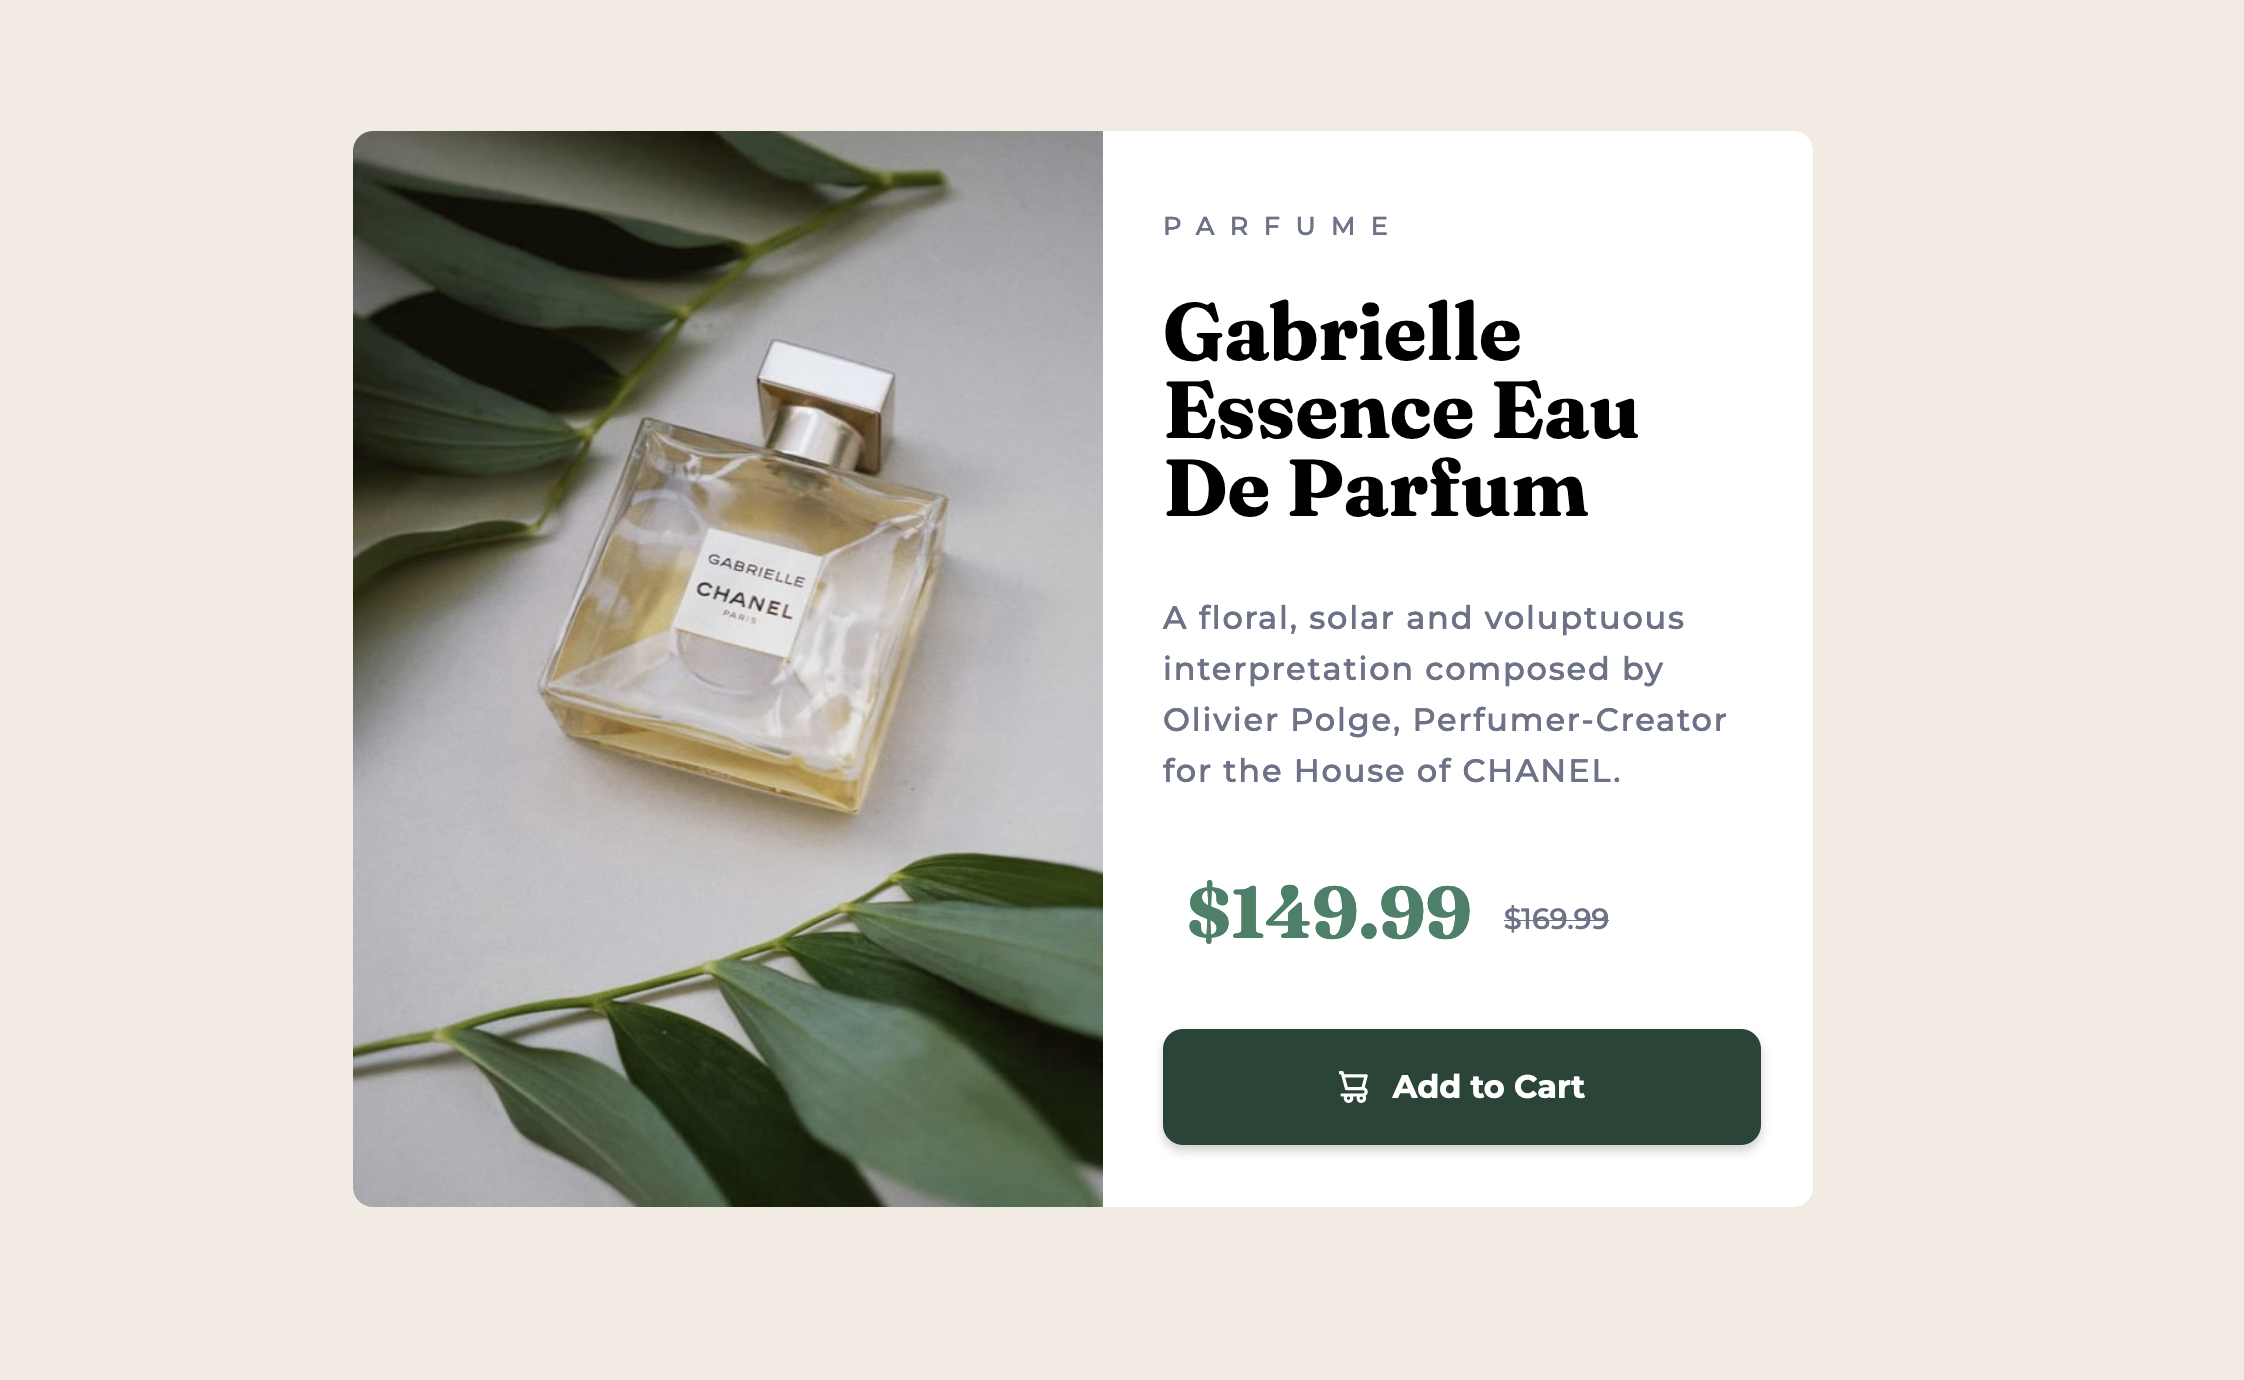 GABRIELLE
CHANEL
PARIS
PARFUME
Gabrielle
Essence Eau
De Parfum
A floral, solar and voluptuous
interpretation composed by
Olivier Polge, Perfumer-Creator
for the House of CHANEL.
$149.99 $169.99
Add to Cart